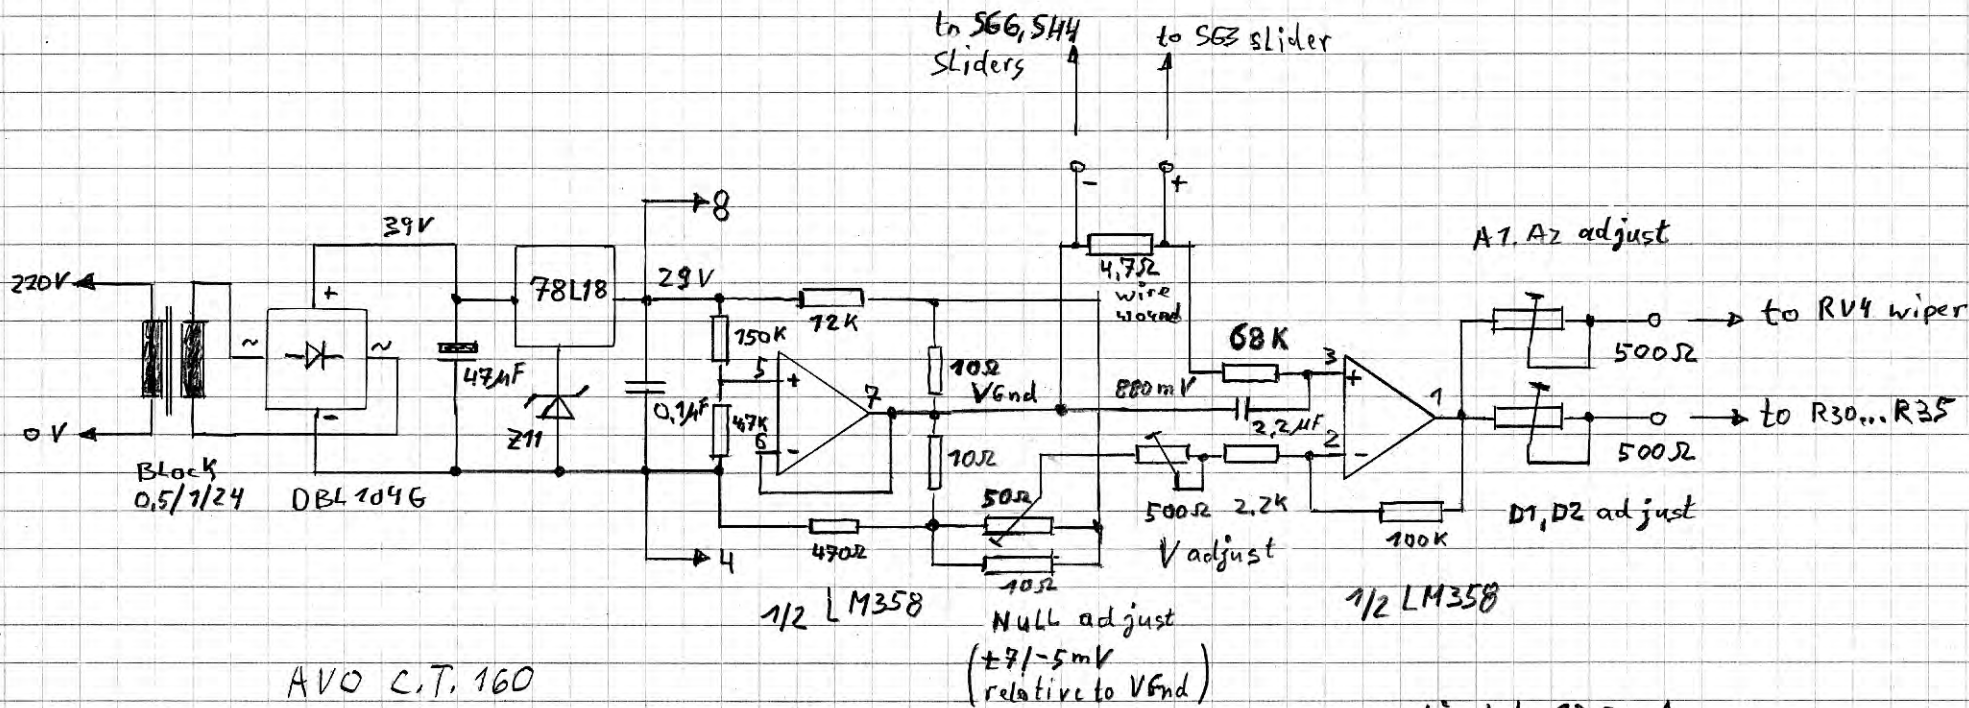 to SG6, SH4
Sliders
to SG3 slider
-
+
39V
8
A1, A2 adjust
220V
78L18
29V
4,7Ω
wire
+
12K
to RV4 wiper
150K
68K
500Ω
~
~
47µF
5
+
7
10Ω
VGnd
880mV
3
+
1
0,1µF
47K
2,2µF
to R30...R35
0V
Z11
6
-
10Ω
2
-
500Ω
-
Block
0,5/1/24
DBL104G
50Ω
500Ω
2.2K
D1, D2 adjust
4
470Ω
V adjust
100K
10Ω
1/2 LM358
1/2 LM358
Null adjust
(±7/-5mV
relative to VGnd)
AVO C.T. 160